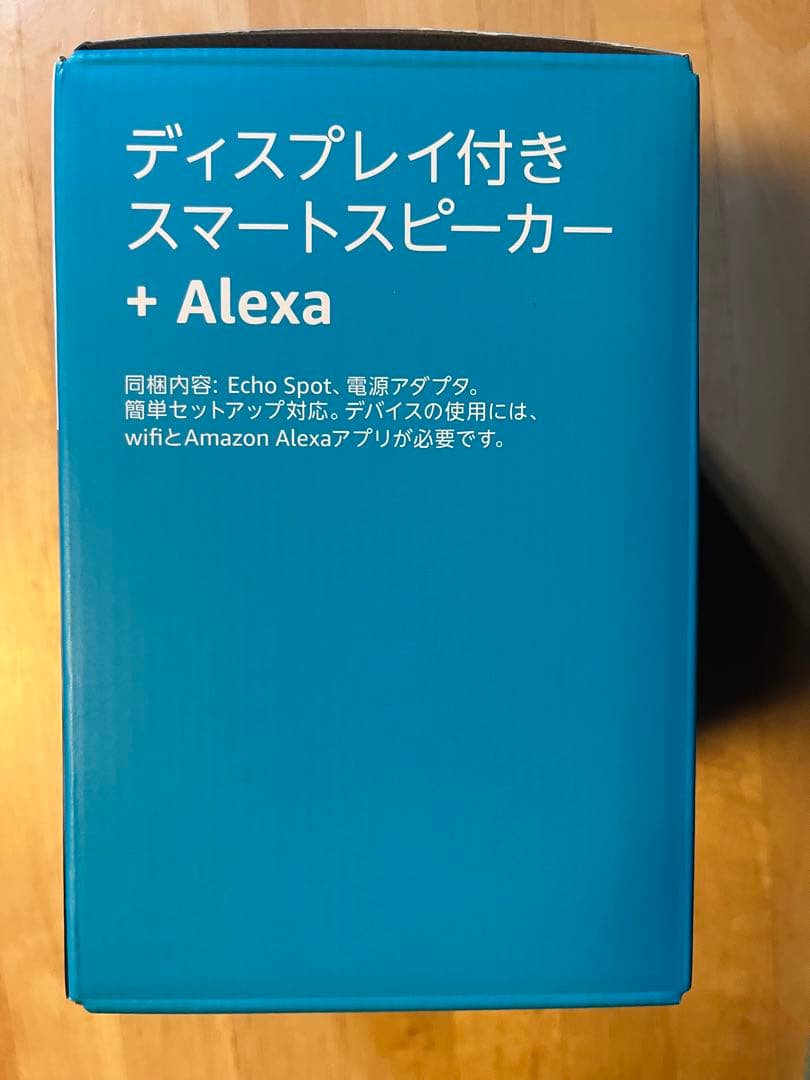 ディスプレイ付き
スマートスピーカー
+ Alexa
同梱内容: Echo Spot、電源アダプタ。
簡単セットアップ対応。デバイスの使用には、
wifiとAmazon Alexaアプリが必要です。